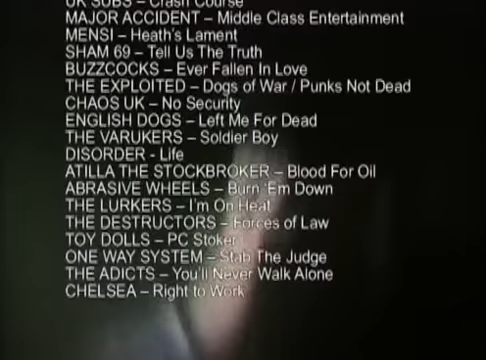 UK SUBS – Crash Course
MAJOR ACCIDENT – Middle Class Entertainment
MENSI – Heath's Lament
SHAM 69 – Tell Us The Truth
BUZZCOCKS – Ever Fallen In Love
THE EXPLOITED – Dogs of War / Punks Not Dead
CHAOS UK – No Security
ENGLISH DOGS – Left Me For Dead
THE VARUKERS – Soldier Boy
DISORDER - Life
ATILLA THE STOCKBROKER – Blood For Oil
ABRASIVE WHEELS – Burn 'Em Down
THE LURKERS – I'm On Heat
THE DESTRUCTORS – Forces of Law
TOY DOLLS – PC Stoker
ONE WAY SYSTEM – Stab The Judge
THE ADICTS – You'll Never Walk Alone
CHELSEA – Right to Work